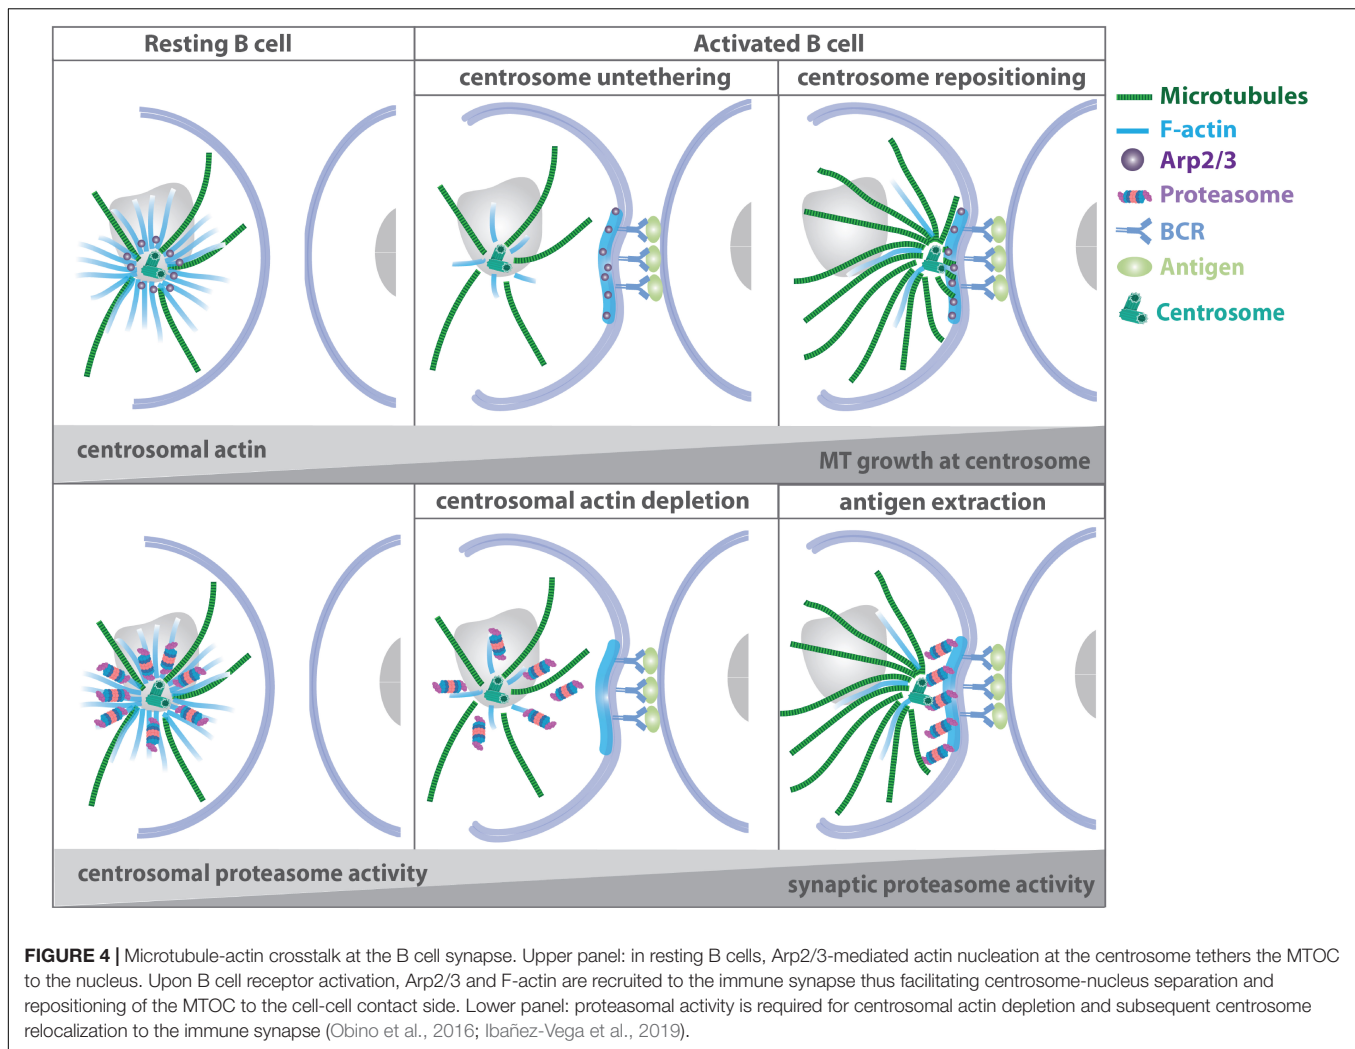 Resting B cell
Activated B cell
centrosome untethering
centrosome repositioning
Microtubules
F-actin
Arp2/3
Proteasome
BCR
Antigen
Centrosome
centrosomal actin
MT growth at centrosome
centrosomal actin depletion
antigen extraction
centrosomal proteasome activity
synaptic proteasome activity
FIGURE 4 | Microtubule-actin crosstalk at the B cell synapse. Upper panel: in resting B cells, Arp2/3-mediated actin nucleation at the centrosome tethers the MTOC
to the nucleus. Upon B cell receptor activation, Arp2/3 and F-actin are recruited to the immune synapse thus facilitating centrosome-nucleus separation and
repositioning of the MTOC to the cell-cell contact side. Lower panel: proteasomal activity is required for centrosomal actin depletion and subsequent centrosome
relocalization to the immune synapse (Obino et al., 2016; Ibañez-Vega et al., 2019).